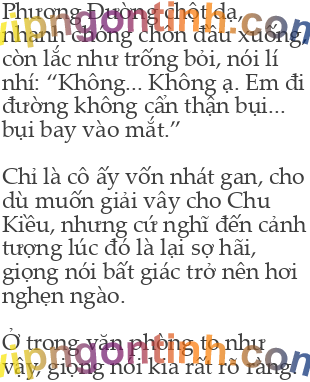 Phượng Đường chột dạ,
nhanh chóng chôn đầu xuống,
còn lắc như trống bỏi, nói lí
nhí: “Không... Không ạ. Em đi
đường không cẩn thận bụi...
bụi bay vào mắt.”
Chỉ là cô ấy vốn nhát gan, cho
dù muốn giải vây cho Chu
Kiều, nhưng cứ nghĩ đến cảnh
tượng lúc đó là lại sợ hãi,
giọng nói bất giác trở nên hơi
nghẹn ngào.
Ở trong văn phòng to như
vậy, giọng nói kia rất rõ ràng
vipngontinh.com
vipngontinh.com